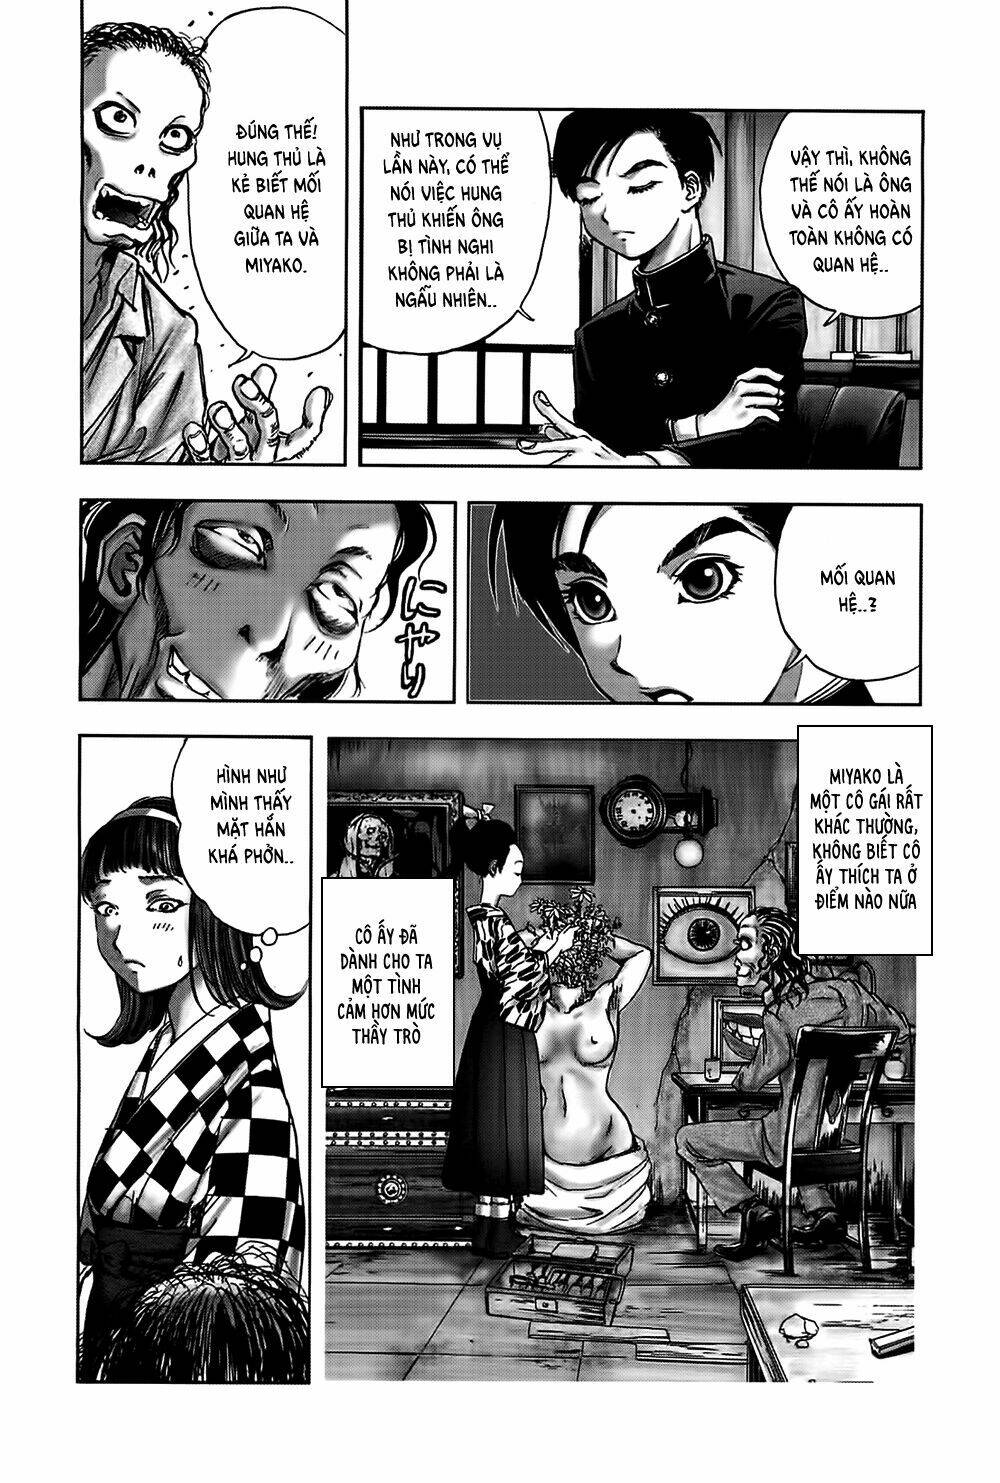 VẬY THÌ, KHÔNG
THỂ NÓI LÀ ÔNG
VÀ CÔ ẤY HOÀN
TOÀN KHÔNG CÓ
QUAN HỆ..
NHƯ TRONG VỤ
LẦN NÀY, CÓ THỂ
NÓI VIỆC HUNG
THỦ KHIẾN ÔNG
BỊ TÌNH NGHI
KHÔNG PHẢI LÀ
NGẪU NHIÊN..
ĐÚNG THẾ!
HUNG THỦ LÀ
KẺ BIẾT MỐI
QUAN HỆ
GIỮA TA VÀ
MIYAKO.
MỐI QUAN
HỆ..?
にやり
MIYAKO LÀ
MỘT CÔ GÁI RẤT
KHÁC THƯỜNG,
KHÔNG BIẾT CÔ
ẤY THÍCH TA Ở
ĐIỂM NÀO NỮA
CÔ ẤY ĐÃ
DÀNH CHO TA
MỘT TÌNH
CẢM HƠN MỨC
THẦY TRÒ
HÌNH NHƯ
MÌNH THẤY
MẶT HẮN
KHÁ PHỞN..